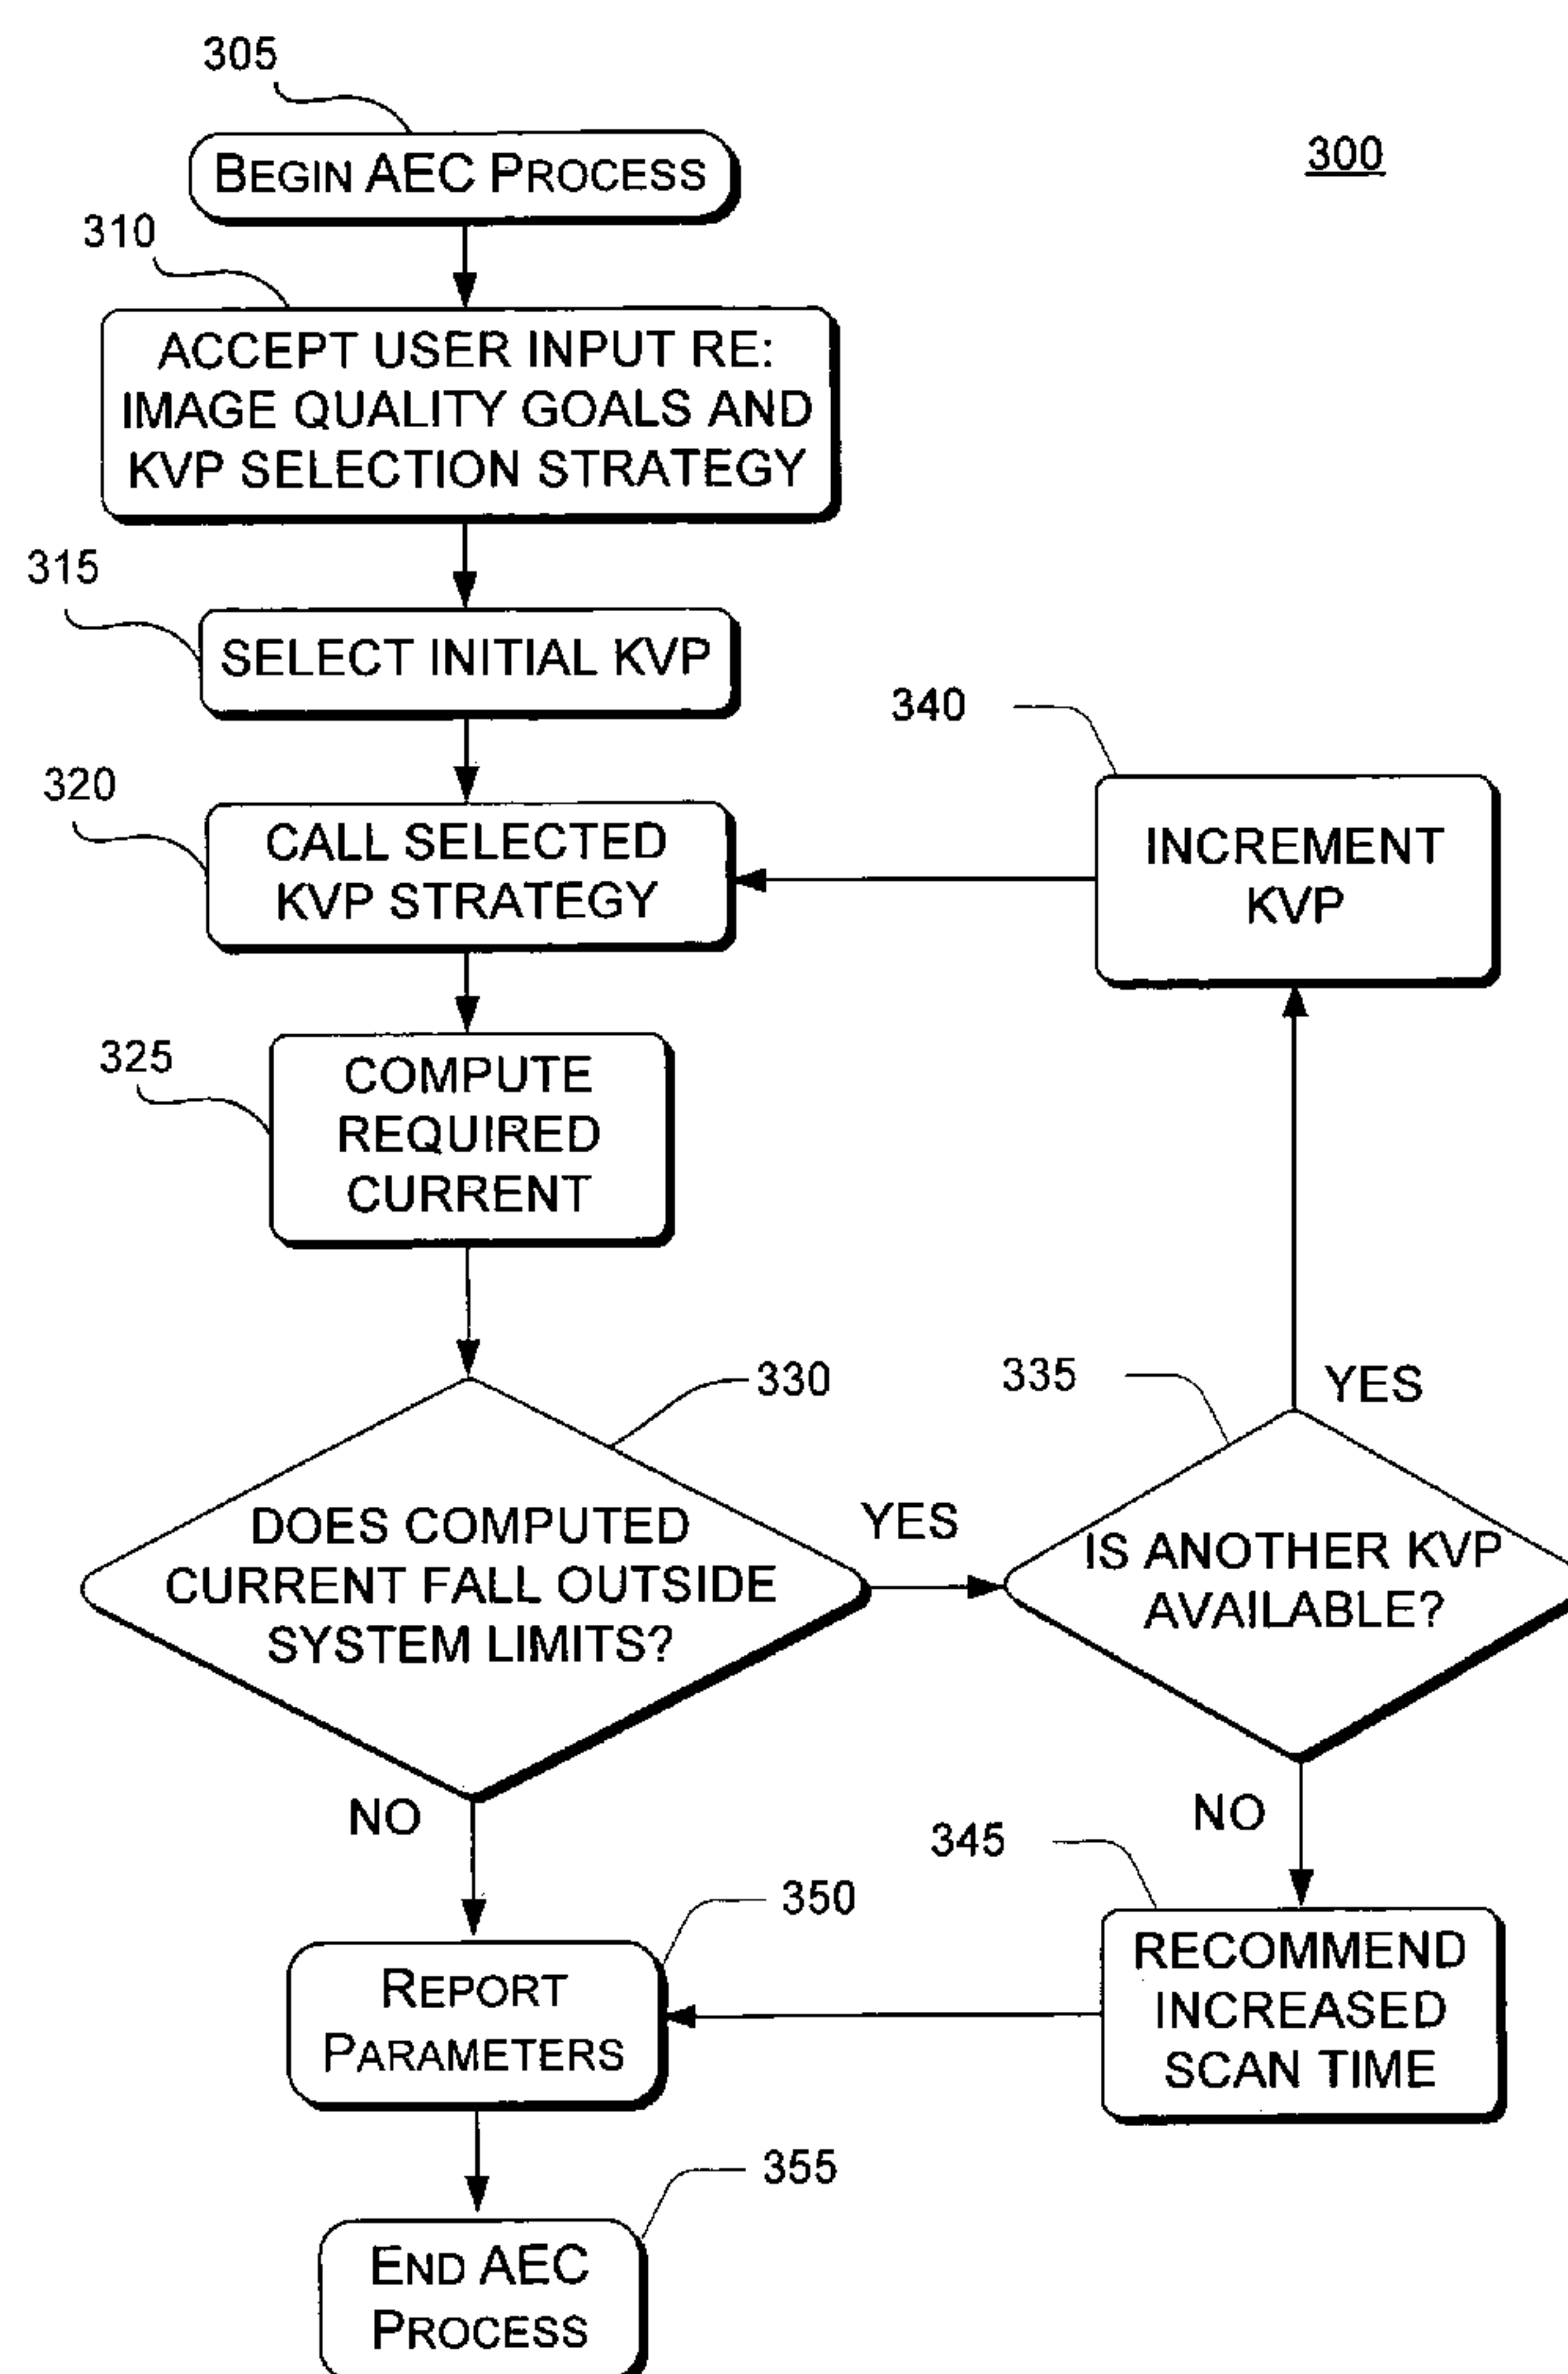 305
300
BEGIN AEC PROCESS
310
ACCEPT USER INPUT RE:
IMAGE QUALITY GOALS AND
KVP SELECTION STRATEGY
315
SELECT INITIAL KVP
340
320
CALL SELECTED
KVP STRATEGY
INCREMENT
KVP
325
COMPUTE
REQUIRED
CURRENT
330
335
YES
DOES COMPUTED
CURRENT FALL OUTSIDE
SYSTEM LIMITS?
YES
IS ANOTHER KVP
AVAILABLE?
NO
NO
345
350
REPORT
PARAMETERS
RECOMMEND
INCREASED
SCAN TIME
355
END AEC
PROCESS